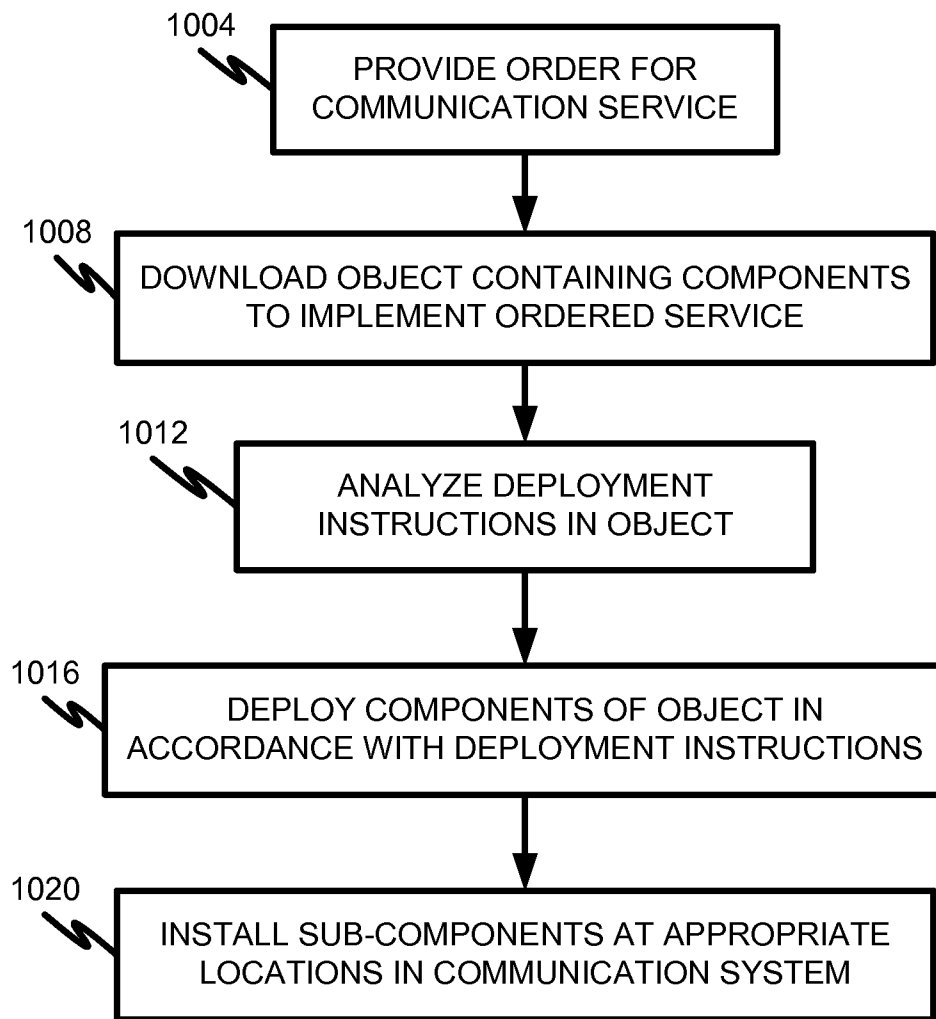 1004
PROVIDE ORDER FOR
COMMUNICATION SERVICE
1008
DOWNLOAD OBJECT CONTAINING COMPONENTS
TO IMPLEMENT ORDERED SERVICE
1012
ANALYZE DEPLOYMENT
INSTRUCTIONS IN OBJECT
1016
DEPLOY COMPONENTS OF OBJECT IN
ACCORDANCE WITH DEPLOYMENT INSTRUCTIONS
1020
INSTALL SUB-COMPONENTS AT APPROPRIATE
LOCATIONS IN COMMUNICATION SYSTEM